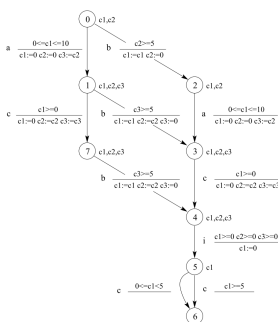 0 c1,c2
a 0<=c1<=10
c1:=0 c2:=0 c3:=c2
b c2>=5
c1:=c1 c2:=0
1 c1,c2,c3
2 c1,c2
c c1>=0
c1:=0 c2:=c2 c3:=c3
b c3>=5
c1:=c1 c2:=c2 c3:=0
a 0<=c1<=10
c1:=0 c2:=0 c3:=c2
7 c1,c2,c3
3 c1,c2,c3
b c3>=5
c1:=c1 c2:=c2 c3:=0
c c1>=0
c1:=0 c2:=c2 c3:=c3
4 c1,c2,c3
i c1>=0 c2>=0 c3>=0
c1:=0
5 c1
c 0<=c1<5
c c1>=5
6